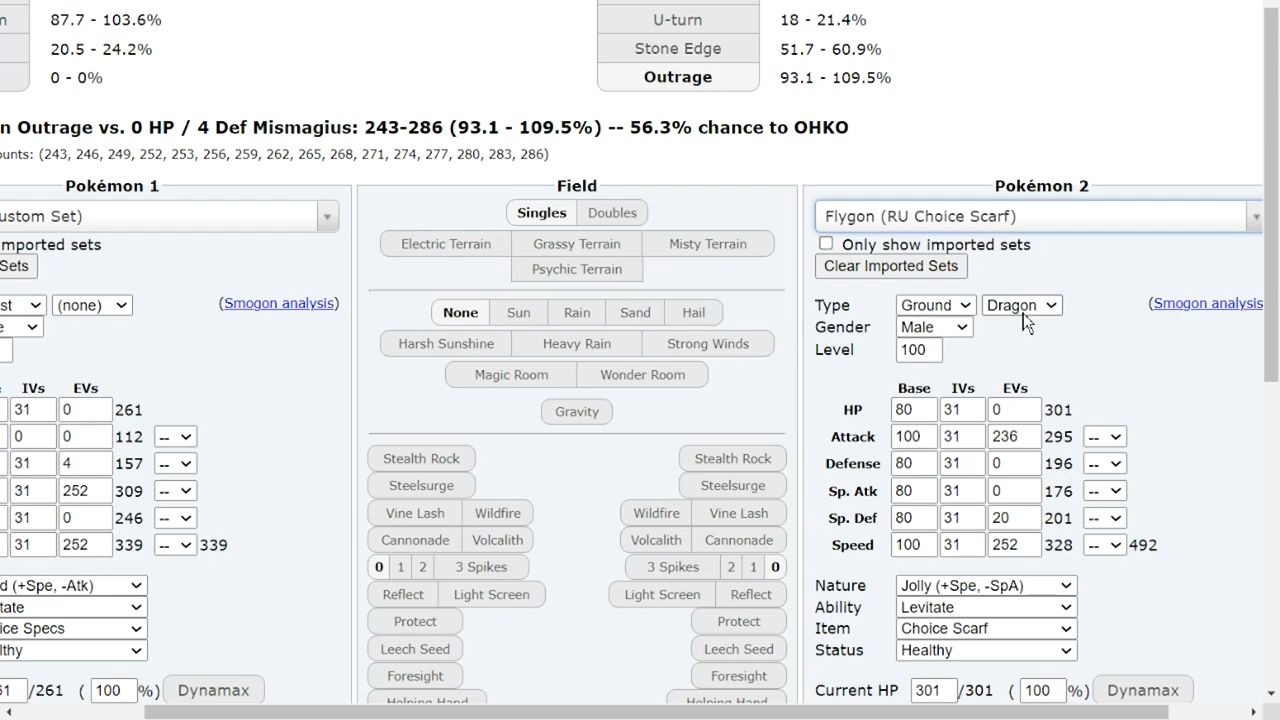 m 87.7 - 103.6% U-turn 18 - 21.4%
20.5 - 24.2% Stone Edge 51.7 - 60.9%
0 - 0% Outrage 93.1 - 109.5%
n Outrage vs. 0 HP / 4 Def Mismagius: 243-286 (93.1 - 109.5%) -- 56.3% chance to OHKO
ounts: (243, 246, 249, 252, 253, 256, 259, 262, 265, 268, 271, 274, 277, 280, 283, 286)
Pokémon 1 Field Pokémon 2
ustom Set) Singles Doubles Flygon (RU Choice Scarf)
mported sets Electric Terrain Grassy Terrain Misty Terrain Only show imported sets
Sets Psychic Terrain Clear Imported Sets
st (none) (Smogon analysis) None Sun Rain Sand Hail Type Ground Dragon (Smogon analysis
e Gender Male
Harsh Sunshine Heavy Rain Strong Winds Level 100
Magic Room Wonder Room
IVs EVs Base IVs EVs
31 0 261 Gravity HP 80 31 0 301
0 0 112 -- Attack 100 31 236 295 --
31 4 157 -- Stealth Rock Stealth Rock Defense 80 31 0 196 --
31 252 309 -- Steelsurge Steelsurge Sp. Atk 80 31 0 176 --
31 0 246 -- Vine Lash Wildfire Wildfire Vine Lash Sp. Def 80 31 20 201 --
31 252 339 -- 339 Cannonade Volcalith Volcalith Cannonade Speed 100 31 252 328 -- 492
0 1 2 3 Spikes 3 Spikes 2 1 0
d (+Spe, -Atk) Reflect Light Screen Light Screen Reflect Nature Jolly (+Spe, -SpA)
tate Protect Protect Ability Levitate
ice Specs Item Choice Scarf
lthy Leech Seed Leech Seed Status Healthy
Foresight Foresight
61 /261 ( 100 %) Dynamax Helping Hand Helping Hand Current HP 301 /301 ( 100 %) Dynamax